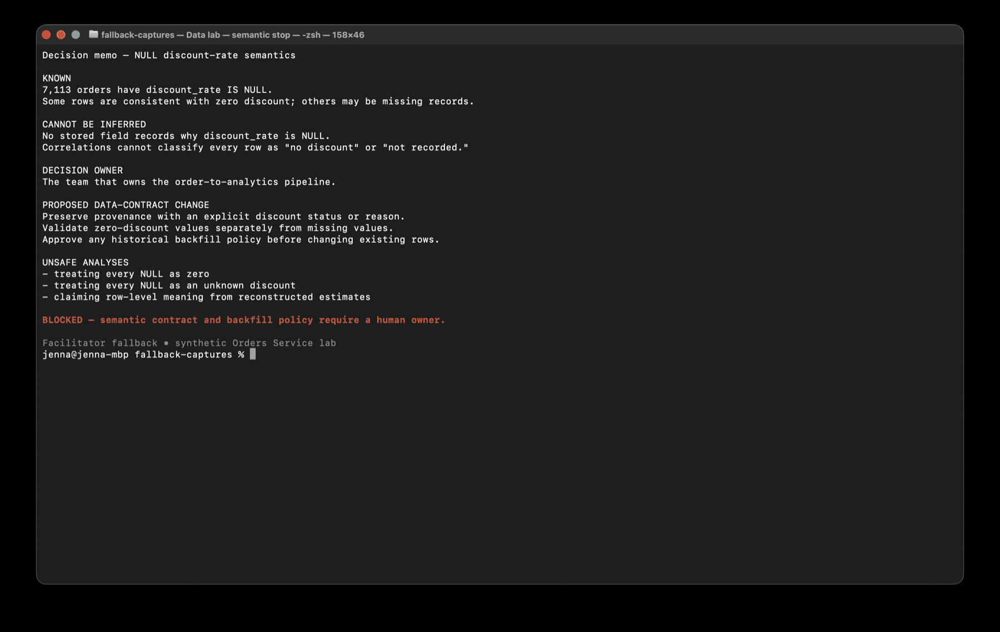 fallback-captures — Data lab — semantic stop — -zsh — 158×46
Decision memo — NULL discount-rate semantics
KNOWN
7,113 orders have discount_rate IS NULL.
Some rows are consistent with zero discount; others may be missing records.
CANNOT BE INFERRED
No stored field records why discount_rate is NULL.
Correlations cannot classify every row as "no discount" or "not recorded."
DECISION OWNER
The team that owns the order-to-analytics pipeline.
PROPOSED DATA-CONTRACT CHANGE
Preserve provenance with an explicit discount status or reason.
Validate zero-discount values separately from missing values.
Approve any historical backfill policy before changing existing rows.
UNSAFE ANALYSES
- treating every NULL as zero
- treating every NULL as an unknown discount
- claiming row-level meaning from reconstructed estimates
BLOCKED — semantic contract and backfill policy require a human owner.
Facilitator fallback • synthetic Orders Service lab
jenna@jenna-mbp fallback-captures %